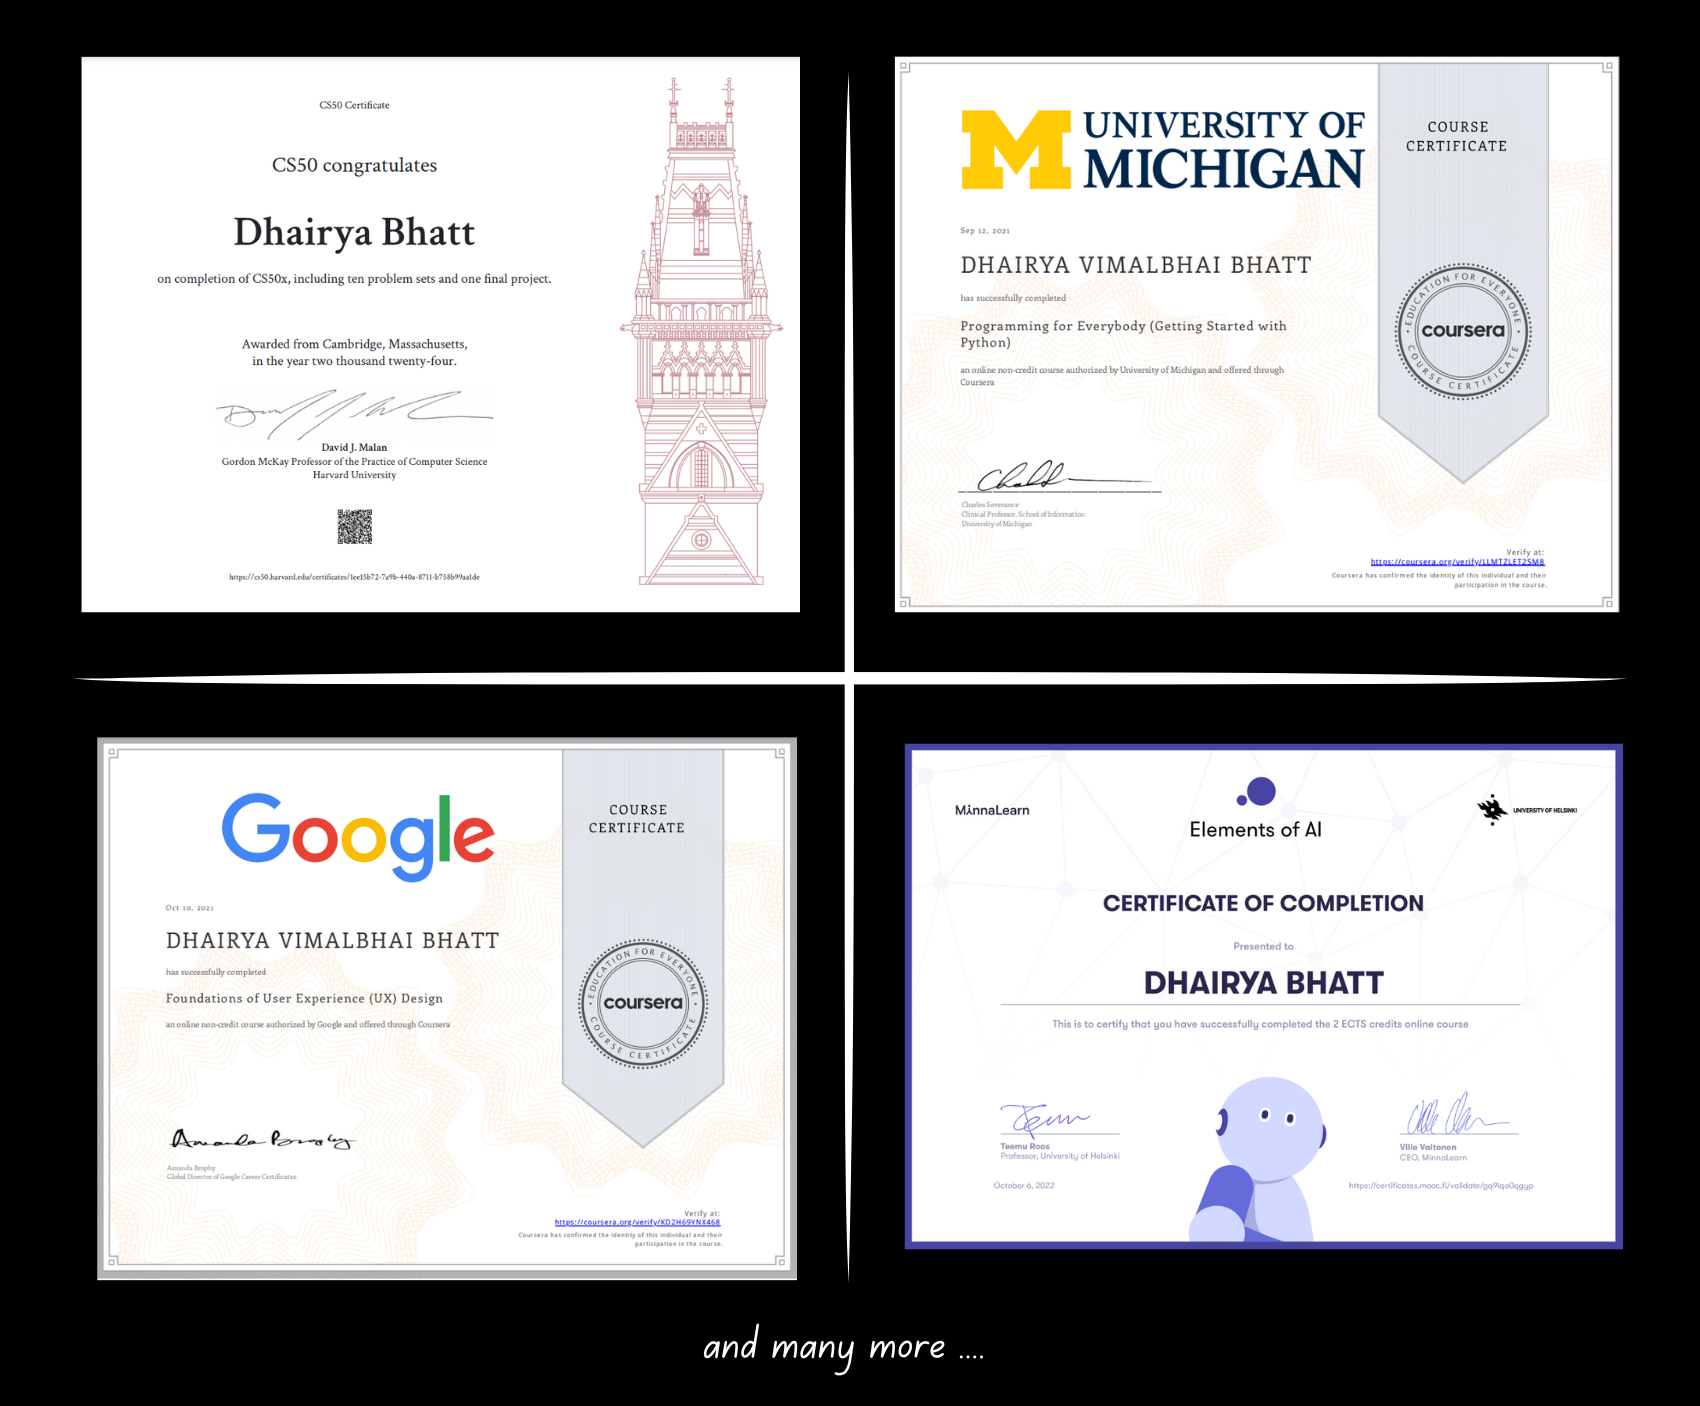 CS50 Certificate
CS50 congratulates
Dhairya Bhatt
on completion of CS50x, including ten problem sets and one final project.
Awarded from Cambridge, Massachusetts,
in the year two thousand twenty-four.
David J. Malan
Gordon McKay Professor of the Practice of Computer Science
Harvard University
https://cs50.harvard.edu/certificates/1ee15b72-7a9b-440a-8711-b758b99aa1de
M UNIVERSITY OF
MICHIGAN
COURSE
CERTIFICATE
Sep 12, 2021
DHAIRYA VIMALBHAI BHATT
has successfully completed
Programming for Everybody (Getting Started with
Python)
an online non-credit course authorized by University of Michigan and offered through
Coursera
EDUCATION FOR EVERYONE
coursera
COURSE CERTIFICATE
Charles Severance
Clinical Professor, School of Information
University of Michigan
Verify at:
https://coursera.org/verify/LLMTZLET2SM8
Coursera has confirmed the identity of this individual and their
participation in the course.
Google
COURSE
CERTIFICATE
Oct 10, 2021
DHAIRYA VIMALBHAI BHATT
has successfully completed
Foundations of User Experience (UX) Design
an online non-credit course authorized by Google and offered through Coursera
EDUCATION FOR EVERYONE
coursera
COURSE CERTIFICATE
Amanda Brophy
Amanda Brophy
Global Director of Google Career Certificates
Verify at:
https://coursera.org/verify/KD2H69YNX468
Coursera has confirmed the identity of this individual and their
participation in the course.
MinnaLearn
Elements of AI
UNIVERSITY OF HELSINKI
CERTIFICATE OF COMPLETION
Presented to
DHAIRYA BHATT
This is to certify that you have successfully completed the 2 ECTS credits online course
Teemu Roos
Professor, University of Helsinki
October 6, 2022
Ville Valtonen
CEO, MinnaLearn
https://certificates.mooc.fi/validate/gq9iqo0qgyp
and many more ....